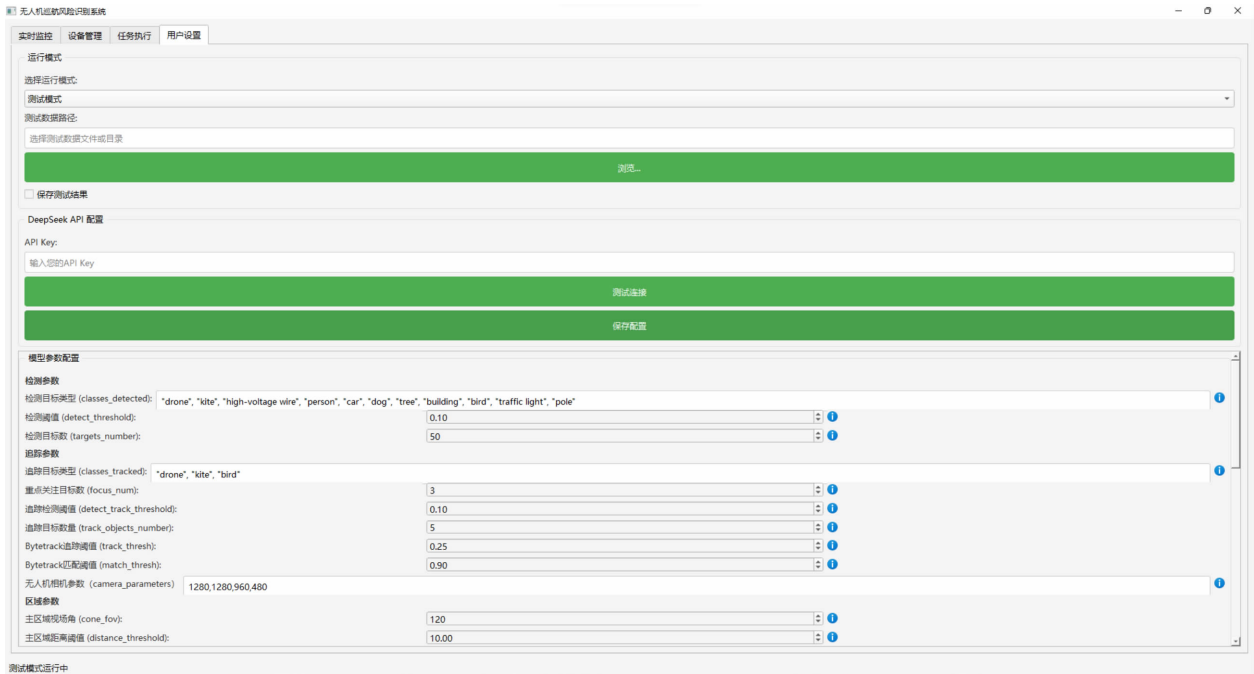 无人机巡航风险识别系统
实时监控 设备管理 任务执行 用户设置
运行模式
选择运行模式:
测试模式
测试数据路径:
选择测试数据文件或目录
浏览...
保存测试结果
DeepSeek API 配置
API Key:
输入您的API Key
测试连接
保存配置
模型参数配置
检测参数
检测目标类型 (classes_detected): "drone", "kite", "high-voltage wire", "person", "car", "dog", "tree", "building", "bird", "traffic light", "pole"
检测阈值 (detect_threshold): 0.10
检测目标数 (targets_number): 50
追踪参数
追踪目标类型 (classes_tracked): "drone", "kite", "bird"
重点关注目标数 (focus_num): 3
追踪检测阈值 (detect_track_threshold): 0.10
追踪目标数量 (track_objects_number): 5
Bytetrack追踪阈值 (track_thresh): 0.25
Bytetrack匹配阈值 (match_thresh): 0.90
无人机相机参数（camera_parameters） 1280,1280,960,480
区域参数
主区域视场角 (cone_fov): 120
主区域距离阈值 (distance_threshold): 10.00
测试模式运行中